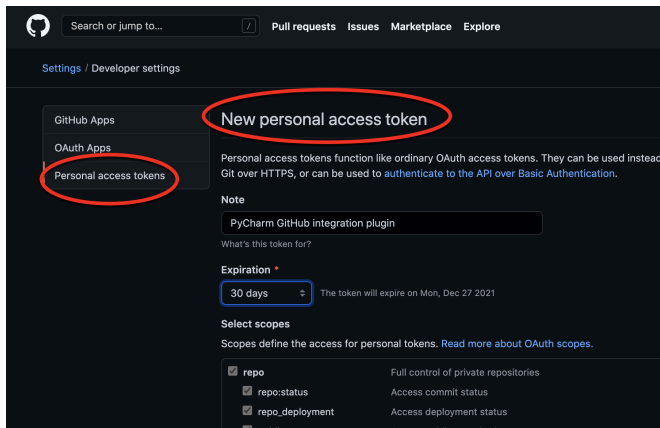 Search or jump to... /
Pull requests Issues Marketplace Explore
Settings / Developer settings
GitHub Apps
OAuth Apps
Personal access tokens
New personal access token
Personal access tokens function like ordinary OAuth access tokens. They can be used instead
Git over HTTPS, or can be used to authenticate to the API over Basic Authentication.
Note
PyCharm GitHub integration plugin
What's this token for?
Expiration *
30 days The token will expire on Mon, Dec 27 2021
Select scopes
Scopes define the access for personal tokens. Read more about OAuth scopes.
repo Full control of private repositories
repo:status Access commit status
repo_deployment Access deployment status